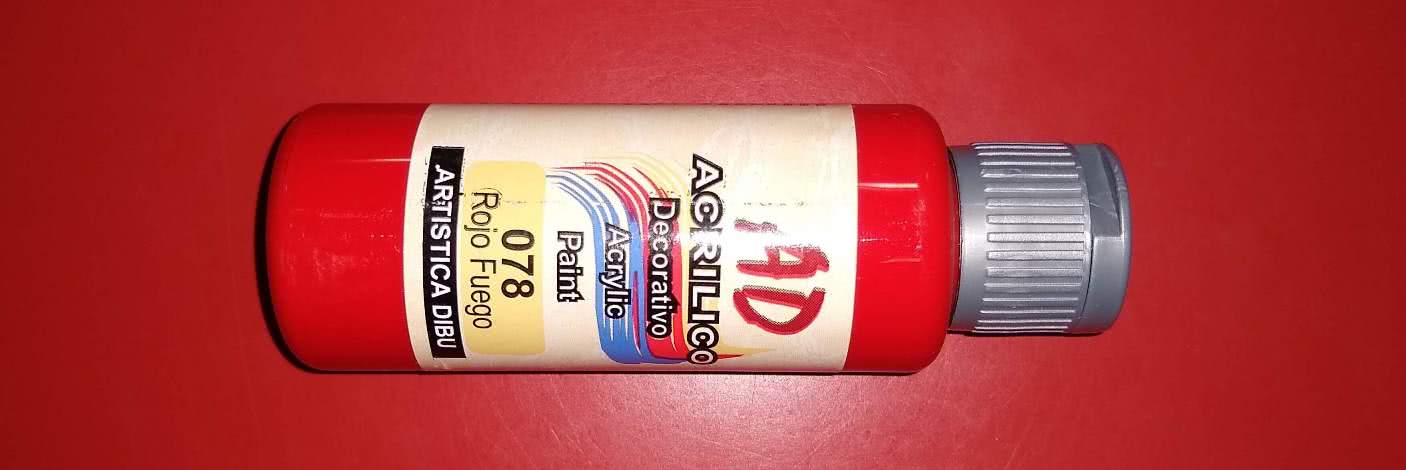 AD
ACRILICO
Decorativo
Acrylic
Paint
078
Rojo Fuego
ARTISTICA DIBU